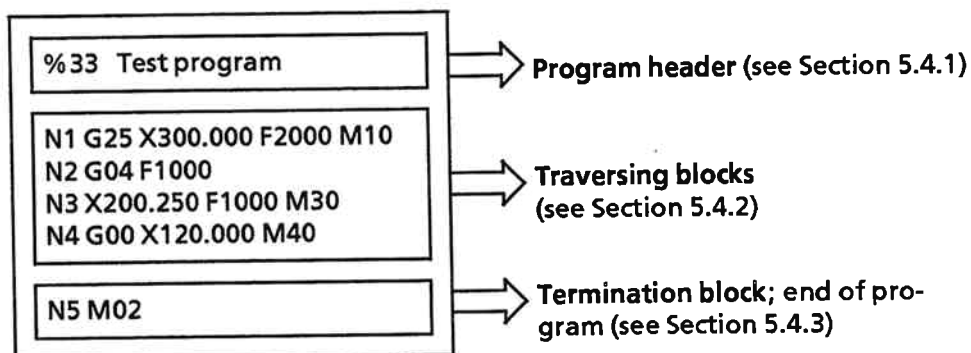 %33 Test program
Program header (see Section 5.4.1)
N1 G25 X300.000 F2000 M10
N2 G04 F1000
N3 X200.250 F1000 M30
N4 G00 X120.000 M40
Traversing blocks
(see Section 5.4.2)
N5 M02
Termination block; end of pro-
gram (see Section 5.4.3)